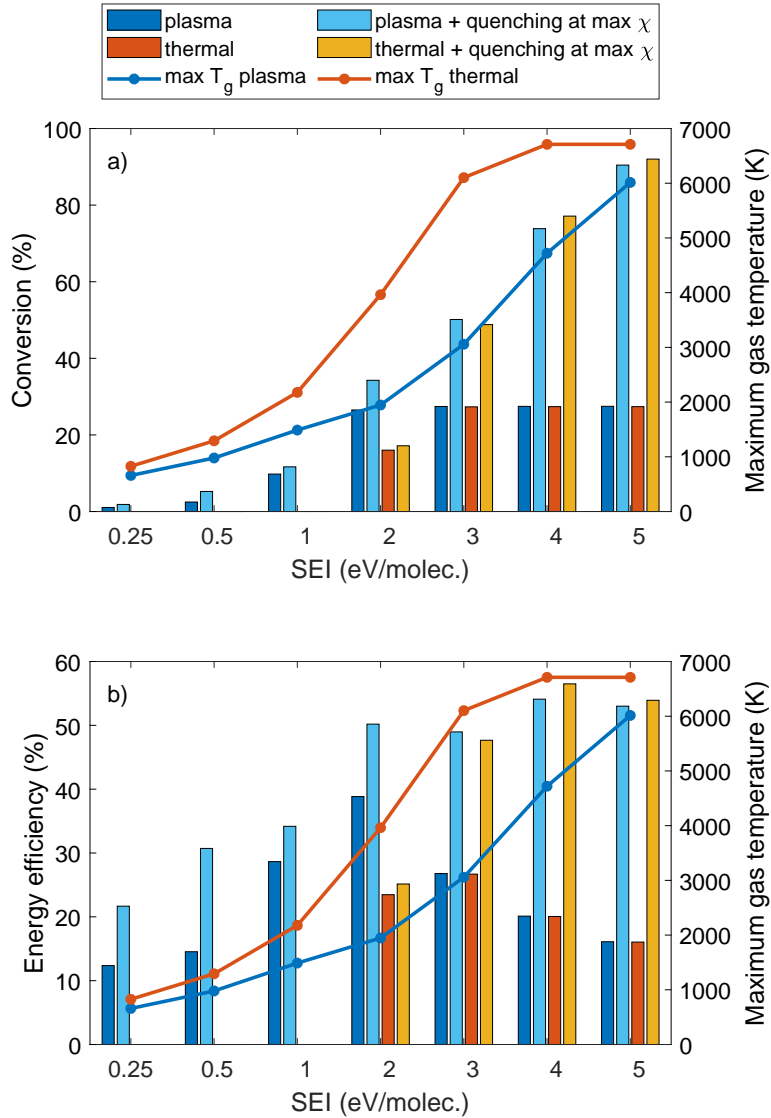 plasma
plasma + quenching at max χ
thermal
thermal + quenching at max χ
max T_g plasma
max T_g thermal
a)
100
80
60
40
20
0
Conversion (%)
7000
6000
5000
4000
3000
2000
1000
0
Maximum gas temperature (K)
0.25 0.5 1 2 3 4 5
SEI (eV/molec.)
b)
60
50
40
30
20
10
0
Energy efficiency (%)
7000
6000
5000
4000
3000
2000
1000
0
Maximum gas temperature (K)
0.25 0.5 1 2 3 4 5
SEI (eV/molec.)